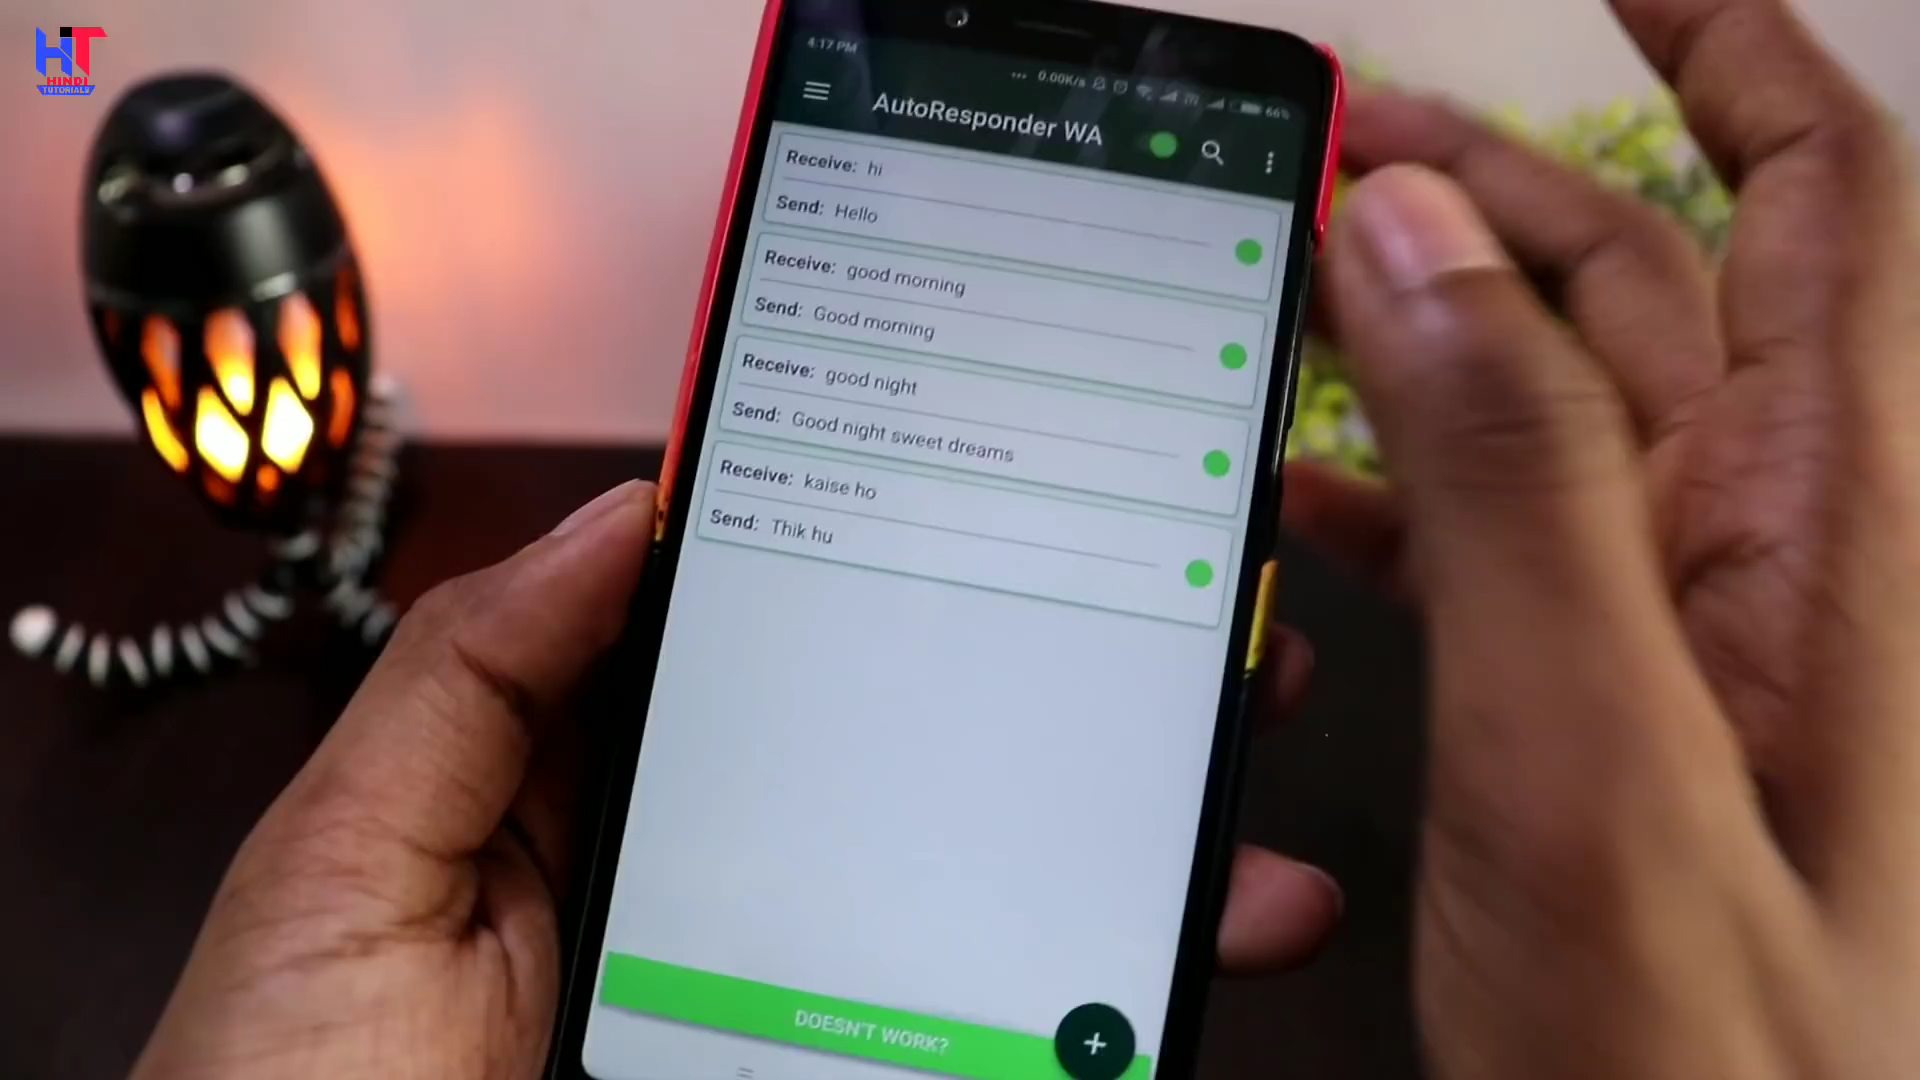 HT
HINDI
TUTORIALS
4:17 PM
0.00K/s
66%
AutoResponder WA
Receive: hi
Send: Hello
Receive: good morning
Send: Good morning
Receive: good night
Send: Good night sweet dreams
Receive: kaise ho
Send: Thik hu
DOESN'T WORK?
+